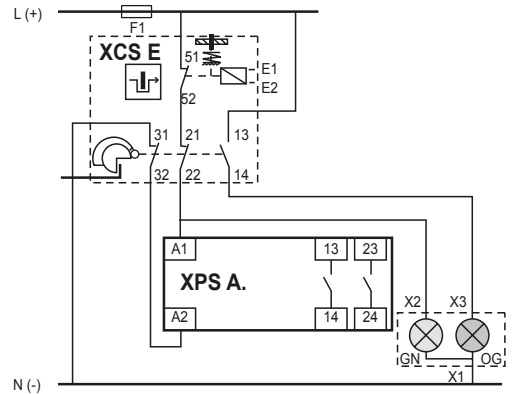 L (+)
F1
XCS E
51
E1
E2
52
31 21 13
32 22 14
A1 13 23
XPS A.
A2 14 24
X2 X3
GN OG
X1
N (-)